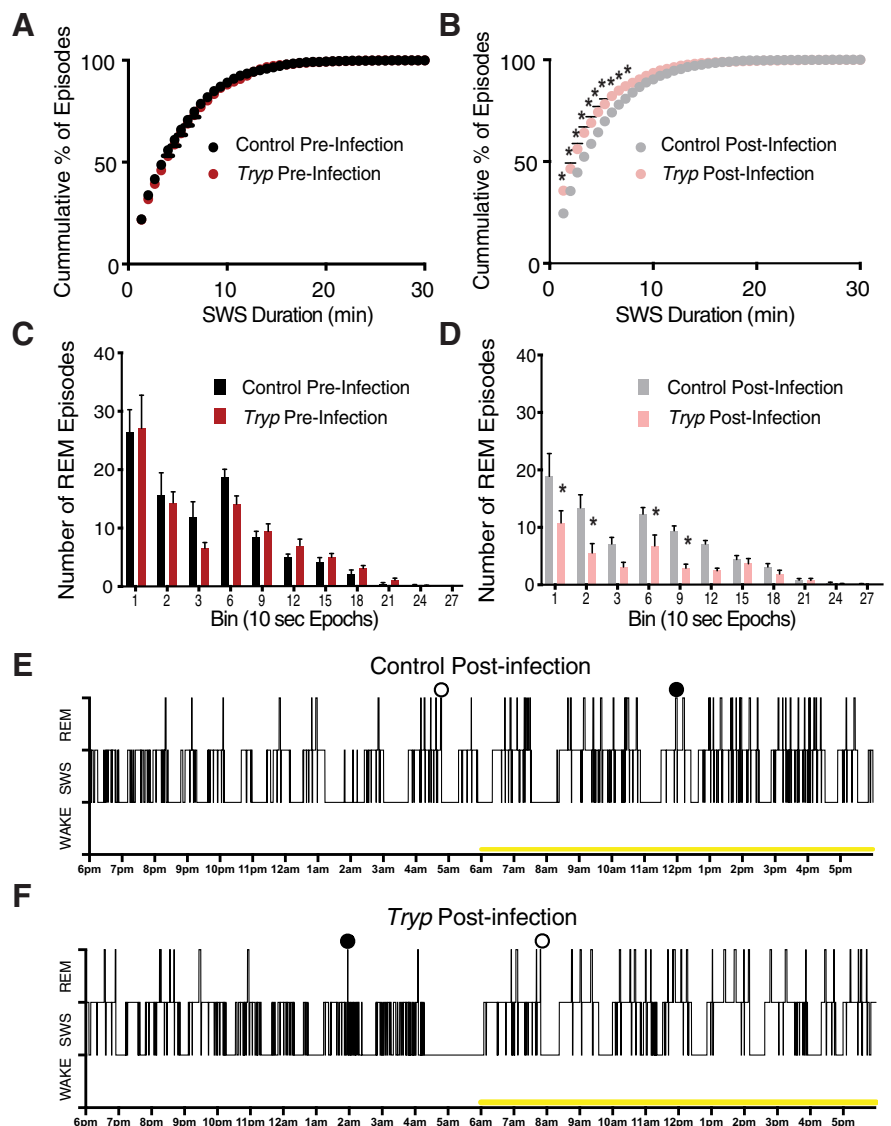 A
Cummulative % of Episodes
100
50
0
Control Pre-Infection
Tryp Pre-Infection
0 10 20 30
SWS Duration (min)
B
Cummulative % of Episodes
100
50
0
* * * * * * * * * *
Control Post-Infection
Tryp Post-Infection
0 10 20 30
SWS Duration (min)
C
Number of REM Episodes
40
30
20
10
0
Control Pre-Infection
Tryp Pre-Infection
1 2 3 6 9 12 15 18 21 24 27
Bin (10 sec Epochs)
D
Number of REM Episodes
40
30
20
10
0
Control Post-Infection
Tryp Post-Infection
* * * *
1 2 3 6 9 12 15 18 21 24 27
Bin (10 sec Epochs)
E
Control Post-infection
REM
SWS
WAKE
6pm 7pm 8pm 9pm 10pm 11pm 12am 1am 2am 3am 4am 5am 6am 7am 8am 9am 10am 11am 12pm 1pm 2pm 3pm 4pm 5pm
F
Tryp Post-infection
REM
SWS
WAKE
6pm 7pm 8pm 9pm 10pm 11pm 12am 1am 2am 3am 4am 5am 6am 7am 8am 9am 10am 11am 12pm 1pm 2pm 3pm 4pm 5pm